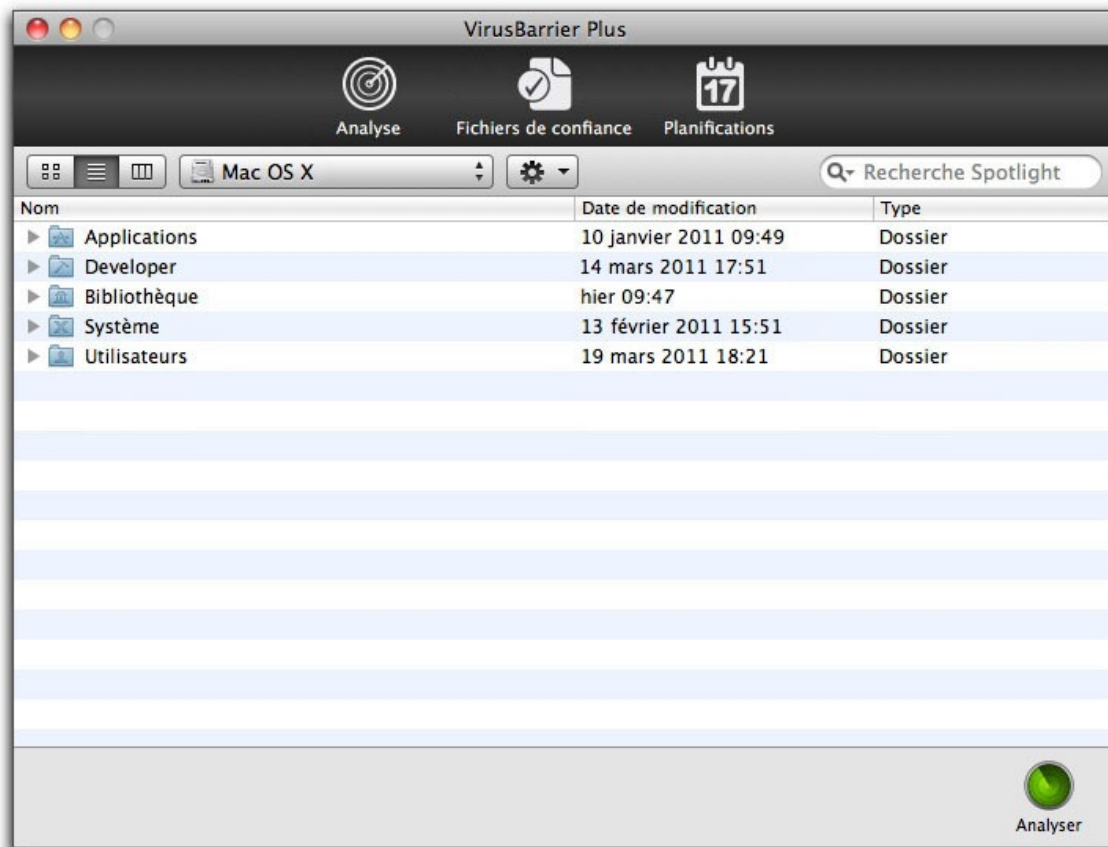 VirusBarrier Plus
Analyse Fichiers de confiance 17 Planifications
Mac OS X Recherche Spotlight
Nom Date de modification Type
Applications 10 janvier 2011 09:49 Dossier
Developer 14 mars 2011 17:51 Dossier
Bibliothèque hier 09:47 Dossier
Système 13 février 2011 15:51 Dossier
Utilisateurs 19 mars 2011 18:21 Dossier
Analyser